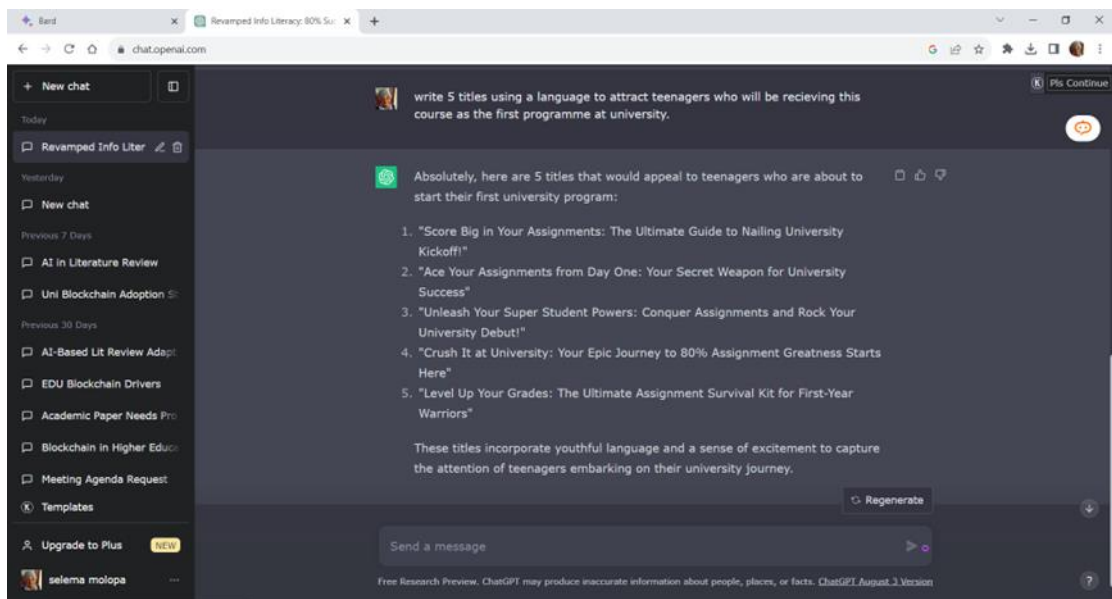 Bard
Revamped Info Literacy: 80% Su
chat.openai.com
New chat
Today
Revamped Info Liter
Yesterday
New chat
Previous 7 Days
AI in Literature Review
Uni Blockchain Adoption S
Previous 30 Days
AI-Based Lit Review Adapt
EDU Blockchain Drivers
Academic Paper Needs Pro
Blockchain in Higher Educa
Meeting Agenda Request
Templates
Upgrade to Plus NEW
selema molopa
Pls Continue
write 5 titles using a language to attract teenagers who will be recieving this
course as the first programme at university.
Absolutely, here are 5 titles that would appeal to teenagers who are about to
start their first university program:
1. "Score Big in Your Assignments: The Ultimate Guide to Nailing University
Kickoff!"
2. "Ace Your Assignments from Day One: Your Secret Weapon for University
Success"
3. "Unleash Your Super Student Powers: Conquer Assignments and Rock Your
University Debut!"
4. "Crush It at University: Your Epic Journey to 80% Assignment Greatness Starts
Here"
5. "Level Up Your Grades: The Ultimate Assignment Survival Kit for First-Year
Warriors"
These titles incorporate youthful language and a sense of excitement to capture
the attention of teenagers embarking on their university journey.
Regenerate
Send a message
Free Research Preview. ChatGPT may produce inaccurate information about people, places, or facts. ChatGPT August 3 Version